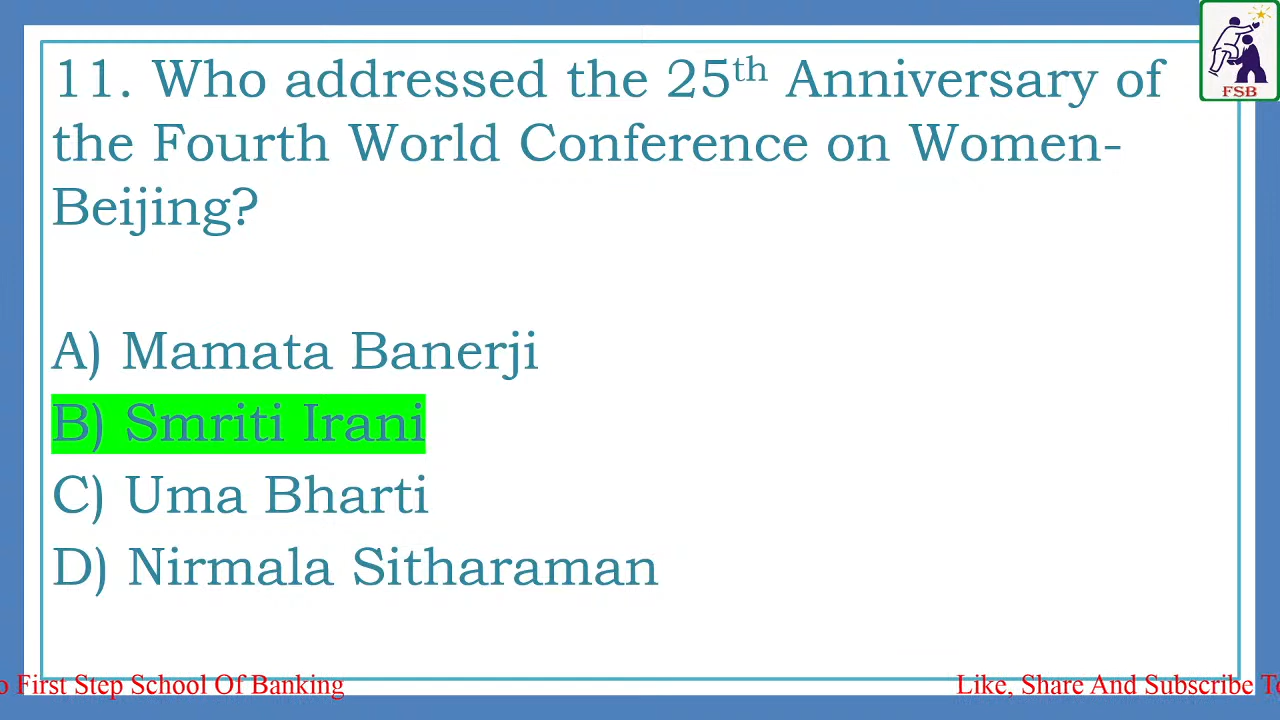 11. Who addressed the 25th Anniversary of
the Fourth World Conference on Women-
Beijing?
A) Mamata Banerji
B) Smriti Irani
C) Uma Bharti
D) Nirmala Sitharaman
FSB
o First Step School Of Banking
Like, Share And Subscribe To